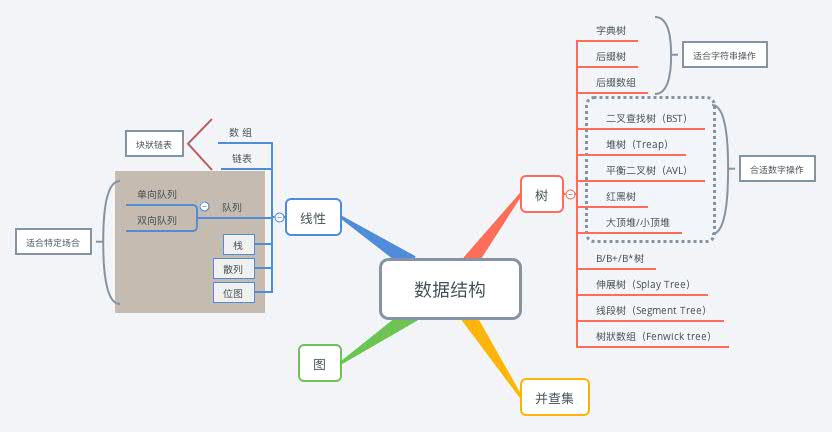 字典树
后缀树
后缀数组
适合字符串操作
二叉查找树（BST）
堆树（Treap）
平衡二叉树（AVL）
红黑树
大顶堆/小顶堆
合适数字操作
B/B+/B*树
伸展树（Splay Tree）
线段树（Segment Tree）
树状数组（Fenwick tree）
树
数 组
链表
块状链表
单向队列
双向队列
队列
栈
散列
位图
适合特定场合
线性
数据结构
图
并查集